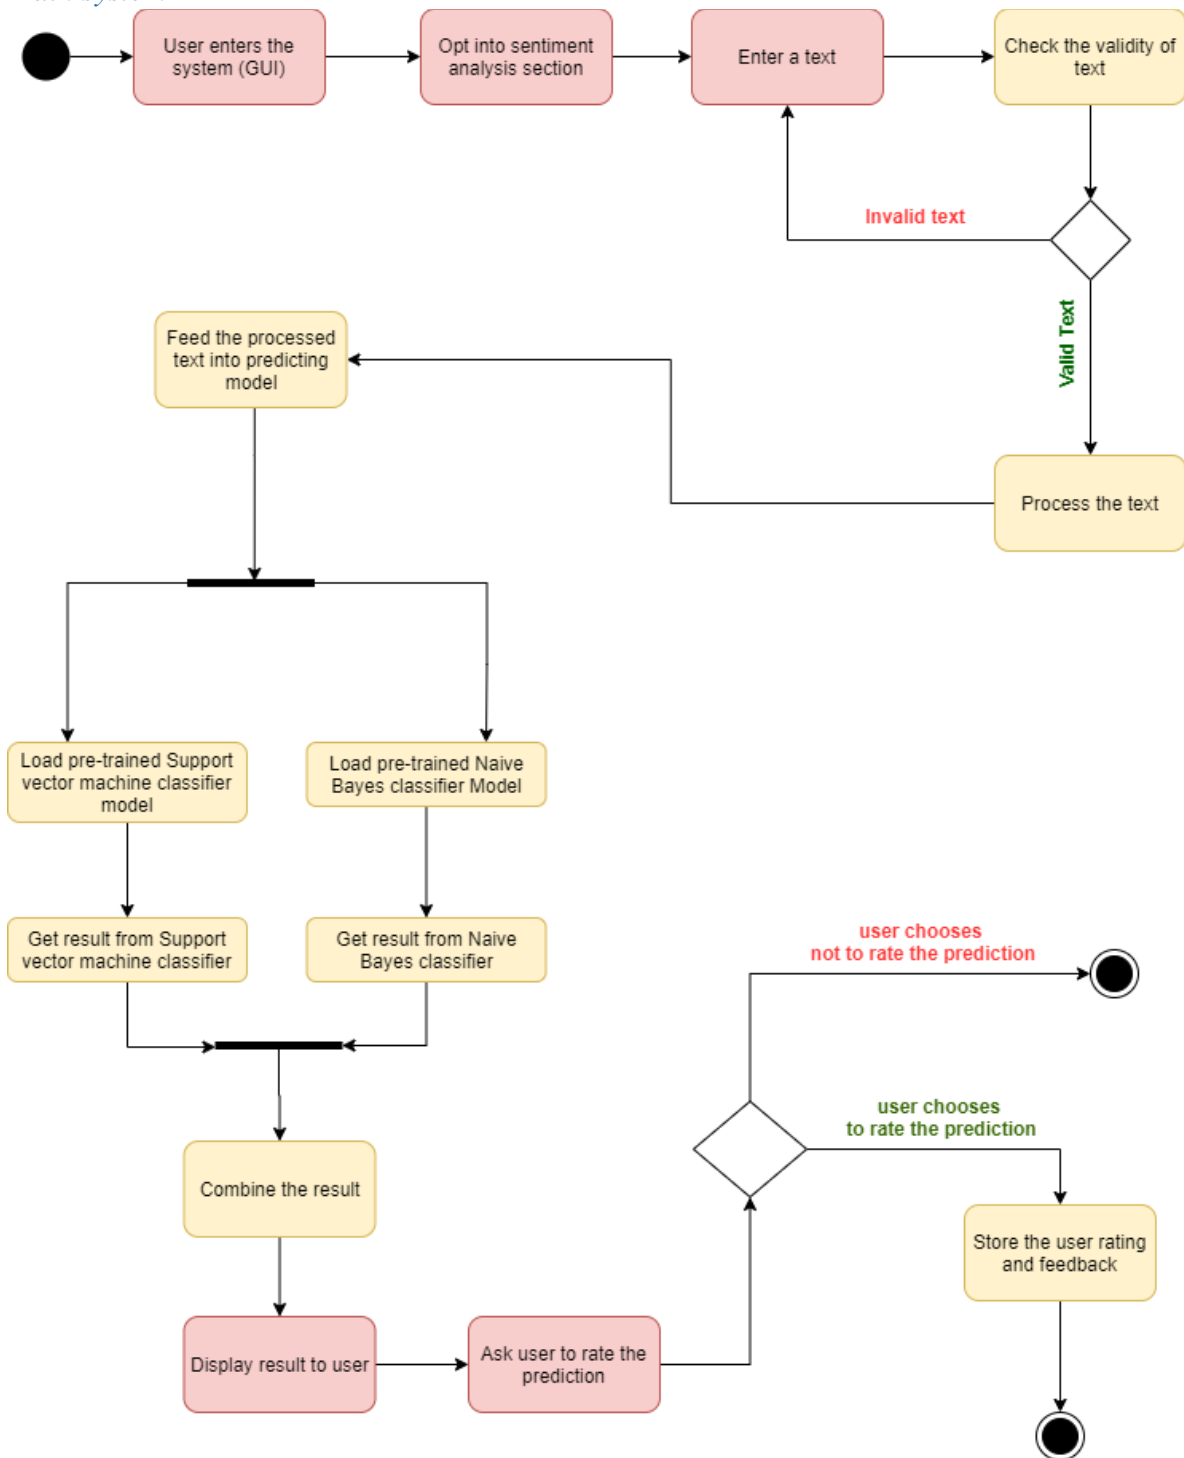 User enters the
system (GUI)
Opt into sentiment
analysis section
Enter a text
Check the validity of
text
Invalid text
Valid Text
Feed the processed
text into predicting
model
Process the text
Load pre-trained Support
vector machine classifier
model
Load pre-trained Naive
Bayes classifier Model
Get result from Support
vector machine classifier
Get result from Naive
Bayes classifier
user chooses
not to rate the prediction
user chooses
to rate the prediction
Combine the result
Store the user rating
and feedback
Display result to user
Ask user to rate the
prediction